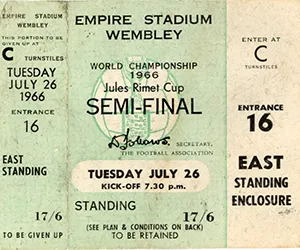 EMPIRE STADIUM
WEMBLEY
THIS PORTION TO BE
GIVEN UP AT
C
TURNSTILES
TUESDAY
JULY 26
1966
ENTRANCE
16
EAST
STANDING
17/6
TO BE GIVEN UP
EMPIRE STADIUM
WEMBLEY
WORLD CHAMPIONSHIP
1966
Jules Rimet Cup
SEMI-FINAL
SECRETARY,
THE FOOTBALL ASSOCIATION
TUESDAY JULY 26
KICK-OFF 7.30 p.m.
STANDING
17/6
(SEE PLAN & CONDITIONS ON BACK)
TO BE RETAINED
ENTER AT
C
TURNSTILES
ENTRANCE
16
EAST
STANDING
ENCLOSURE